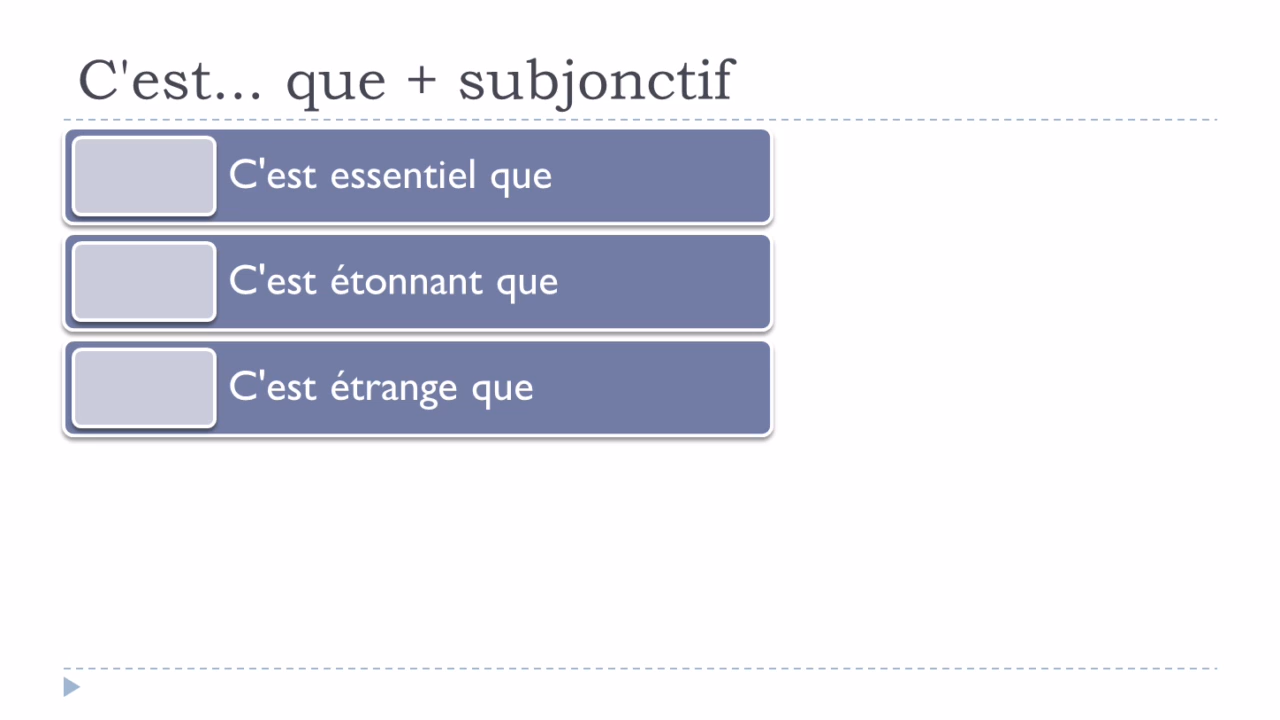 C'est... que + subjonctif
C'est essentiel que
C'est étonnant que
C'est étrange que